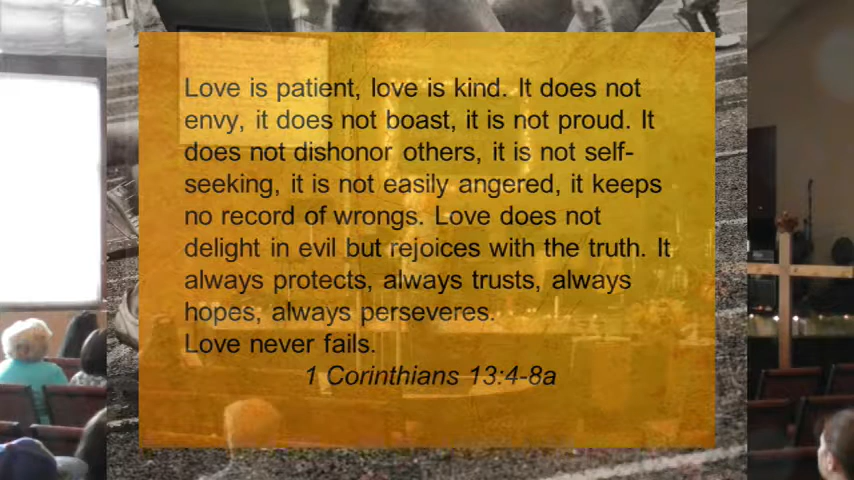 Love is patient, love is kind. It does not
envy, it does not boast, it is not proud. It
does not dishonor others, it is not self-
seeking, it is not easily angered, it keeps
no record of wrongs. Love does not
delight in evil but rejoices with the truth. It
always protects, always trusts, always
hopes, always perseveres.
Love never fails.
1 Corinthians 13:4-8a